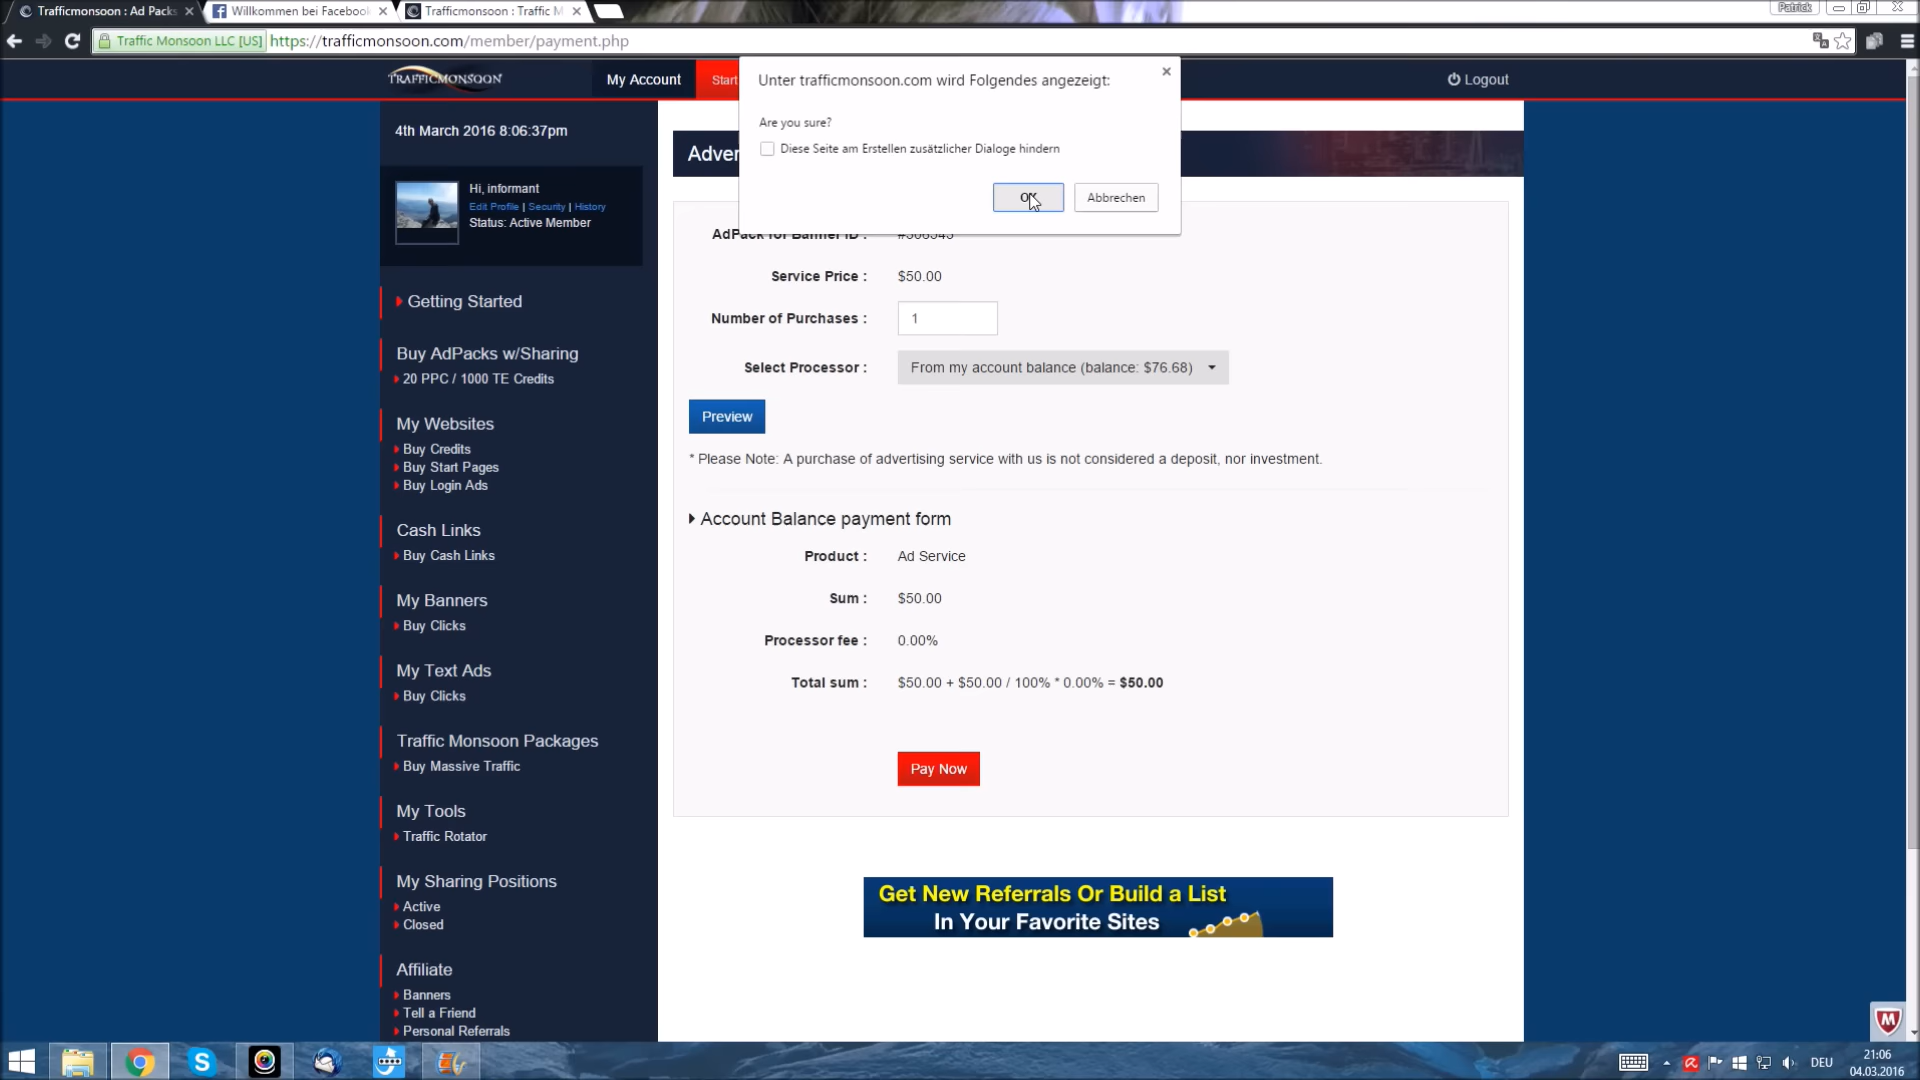 Trafficmonsoon : Ad Packs
Willkommen bei Facebook
Trafficmonsoon : Traffic M
Patrick
Traffic Monsoon LLC [US]
https://trafficmonsoon.com/member/payment.php
TRAFFICMONSOON
My Account
Start
Logout
Unter trafficmonsoon.com wird Folgendes angezeigt:
Are you sure?
Diese Seite am Erstellen zusätzlicher Dialoge hindern
OK
Abbrechen
4th March 2016 8:06:37pm
Hi, informant
Edit Profile | Security | History
Status: Active Member
Getting Started
Buy AdPacks w/Sharing
20 PPC / 1000 TE Credits
My Websites
Buy Credits
Buy Start Pages
Buy Login Ads
Cash Links
Buy Cash Links
My Banners
Buy Clicks
My Text Ads
Buy Clicks
Traffic Monsoon Packages
Buy Massive Traffic
My Tools
Traffic Rotator
My Sharing Positions
Active
Closed
Affiliate
Banners
Tell a Friend
Personal Referrals
Adver
AdPack for Banner ID :
Service Price : $50.00
Number of Purchases : 1
Select Processor : From my account balance (balance: $76.68)
Preview
* Please Note: A purchase of advertising service with us is not considered a deposit, nor investment.
Account Balance payment form
Product : Ad Service
Sum : $50.00
Processor fee : 0.00%
Total sum : $50.00 + $50.00 / 100% * 0.00% = $50.00
Pay Now
Get New Referrals Or Build a List
In Your Favorite Sites
DEU
21:06
04.03.2016